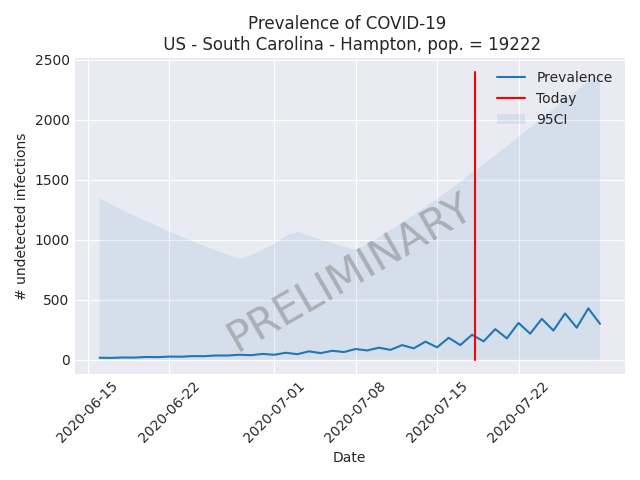 Prevalence of COVID-19
US - South Carolina - Hampton, pop. = 19222
# undetected infections
2500
2000
1500
1000
500
0
Prevalence
Today
95CI
PRELIMINARY
2020-06-15
2020-06-22
2020-07-01
2020-07-08
2020-07-15
2020-07-22
Date